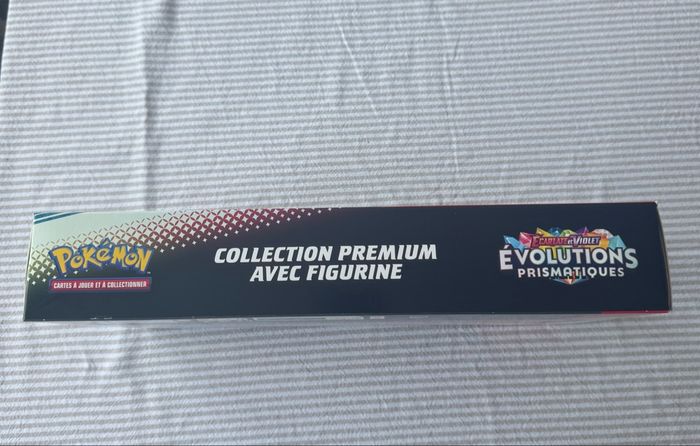 Pokémon
CARTES À JOUER ET À COLLECTIONNER
COLLECTION PREMIUM
AVEC FIGURINE
ÉCARLATE ET VIOLET
ÉVOLUTIONS
PRISMATIQUES